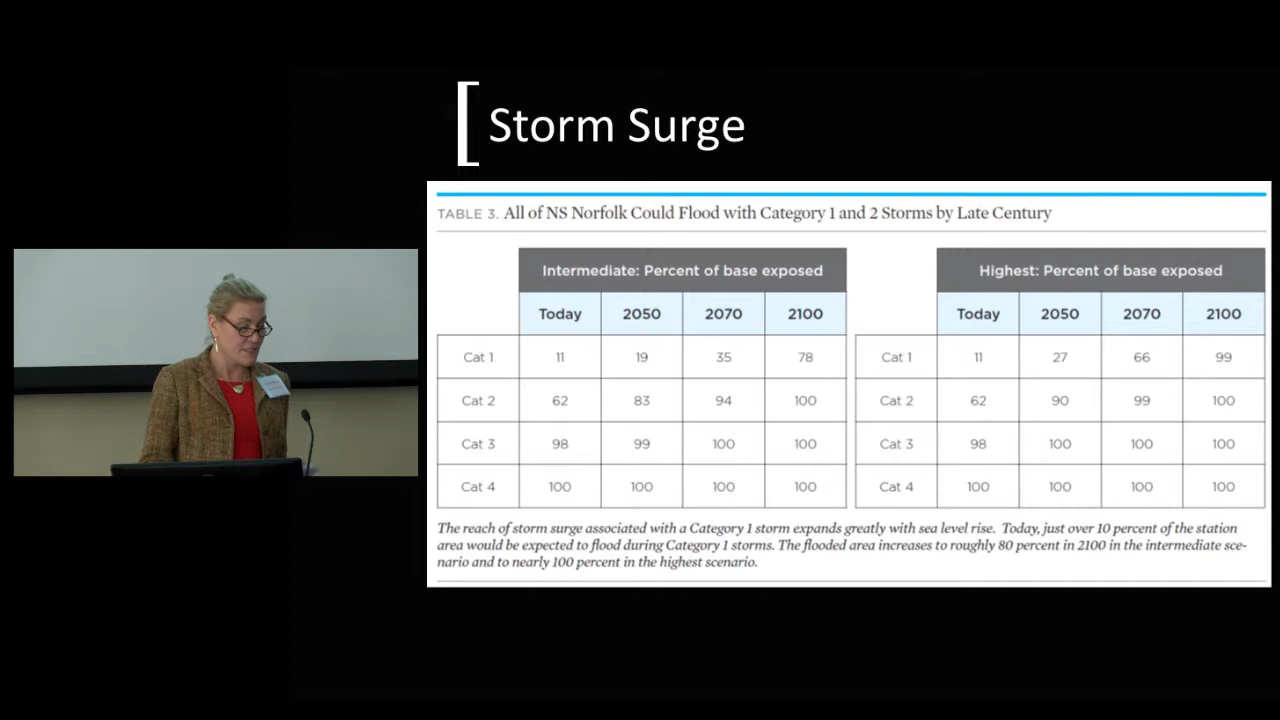 Storm Surge
TABLE 3. All of NS Norfolk Could Flood with Category 1 and 2 Storms by Late Century
Intermediate: Percent of base exposed
Highest: Percent of base exposed
Today 2050 2070 2100
Today 2050 2070 2100
Cat 1 11 19 35 78
Cat 1 11 27 66 99
Cat 2 62 83 94 100
Cat 2 62 90 99 100
Cat 3 98 99 100 100
Cat 3 98 100 100 100
Cat 4 100 100 100 100
Cat 4 100 100 100 100
The reach of storm surge associated with a Category 1 storm expands greatly with sea level rise. Today, just over 10 percent of the station
area would be expected to flood during Category 1 storms. The flooded area increases to roughly 80 percent in 2100 in the intermediate sce-
nario and to nearly 100 percent in the highest scenario.